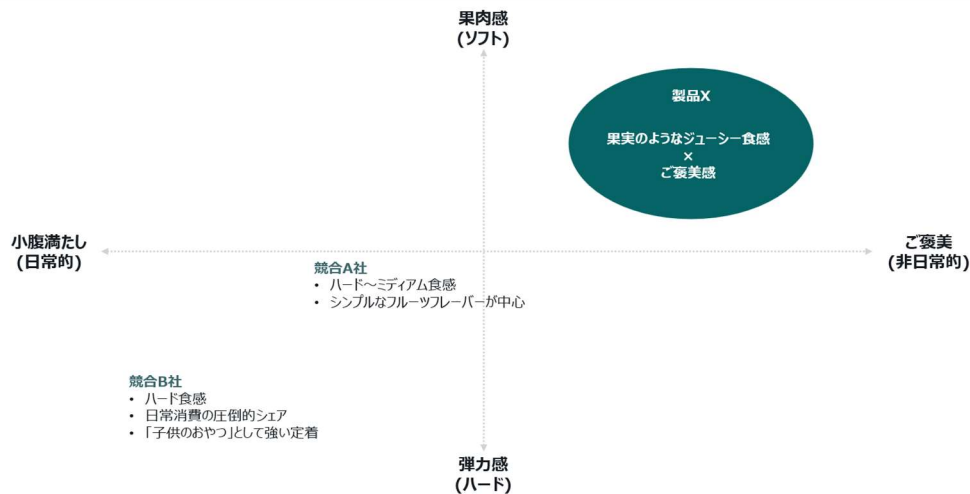 果肉感
(ソフト)
製品X
果実のようなジューシー食感
×
ご褒美感
小腹満たし
(日常的)
ご褒美
(非日常的)
競合A社
• ハード～ミディアム食感
• シンプルなフルーツフレーバーが中心
競合B社
• ハード食感
• 日常消費の圧倒的シェア
• 「子供のおやつ」として強い定着
弾力感
(ハード)